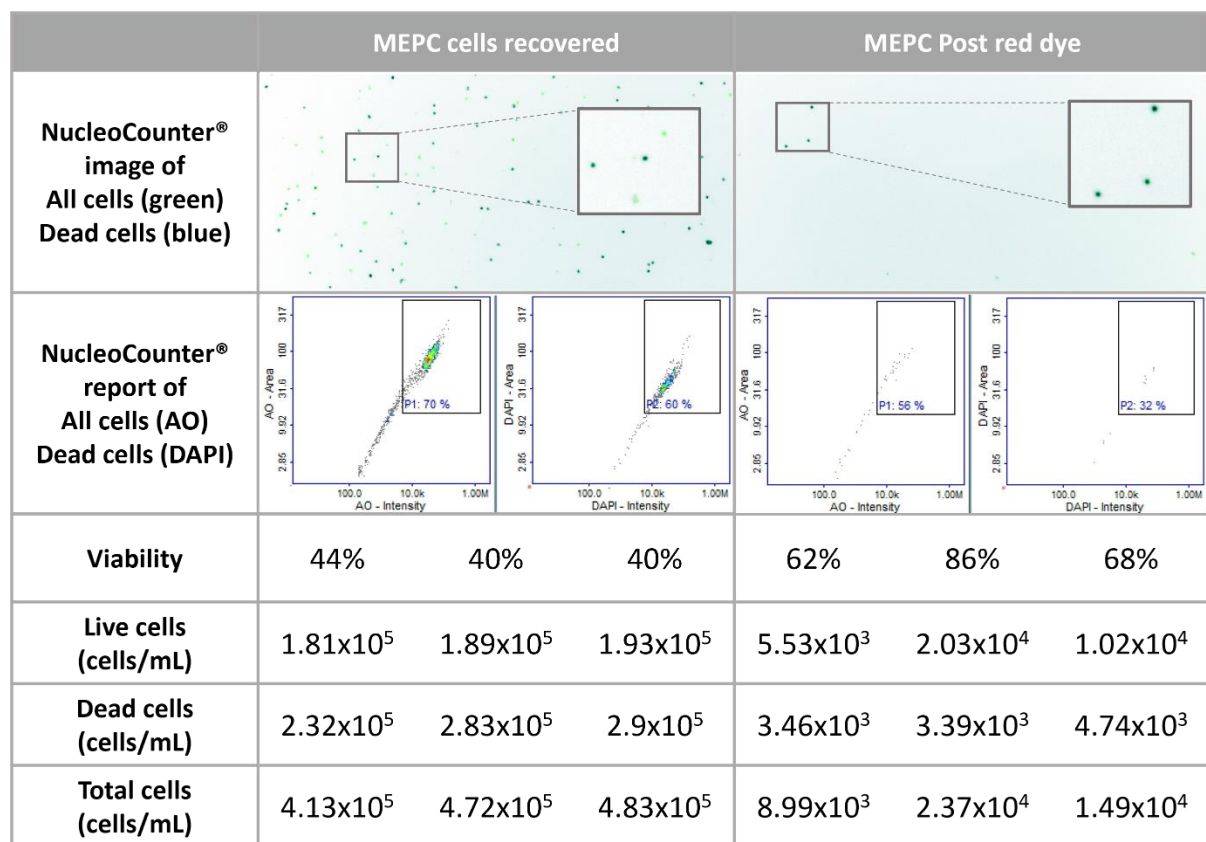 MEPC cells recovered
MEPC Post red dye
NucleoCounter®
image of
All cells (green)
Dead cells (blue)
NucleoCounter®
report of
All cells (AO)
Dead cells (DAPI)
317
100
31.6
9.92
2.85
AO - Area
P1: 70 %
100.0 10.0k 1.00M
AO - Intensity
317
100
31.6
9.92
2.85
DAPI - Area
P2: 60 %
100.0 10.0k 1.00M
DAPI - Intensity
317
100
31.6
9.92
2.85
AO - Area
P1: 56 %
100.0 10.0k 1.00M
AO - Intensity
317
100
31.6
9.92
2.85
DAPI - Area
P2: 32 %
100.0 10.0k 1.00M
DAPI - Intensity
Viability 44% 40% 40% 62% 86% 68%
Live cells
(cells/mL)
1.81x10⁵ 1.89x10⁵ 1.93x10⁵ 5.53x10³ 2.03x10⁴ 1.02x10⁴
Dead cells
(cells/mL)
2.32x10⁵ 2.83x10⁵ 2.9x10⁵ 3.46x10³ 3.39x10³ 4.74x10³
Total cells
(cells/mL)
4.13x10⁵ 4.72x10⁵ 4.83x10⁵ 8.99x10³ 2.37x10⁴ 1.49x10⁴